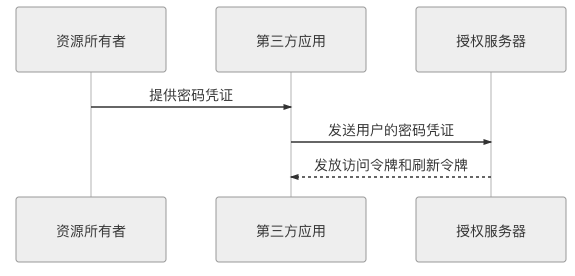 资源所有者
第三方应用
授权服务器
提供密码凭证
发送用户的密码凭证
发放访问令牌和刷新令牌
资源所有者
第三方应用
授权服务器